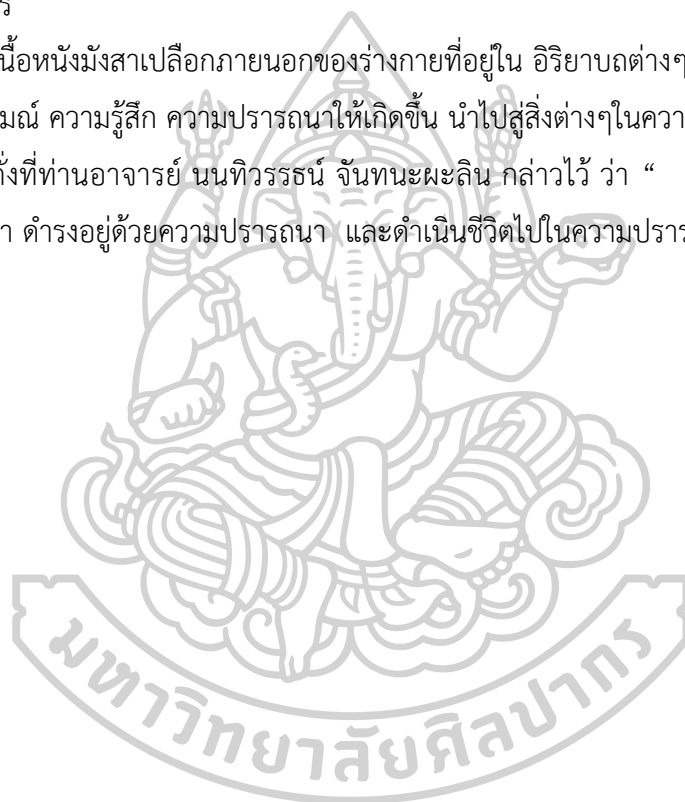 ร
นื้อหนังมังสาเปลือกภายนอกของร่างกายที่อยู่ใน อิริยาบถต่างๆ
มณ์ ความรู้สึก ความปรารถนาให้เกิดขึ้น นำไปสู่สิ่งต่างๆในควา
ั่งที่ท่านอาจารย์ นนทิวรรธน์ จันทนะผะลิน กล่าวไว้ ว่า “
า ดำรงอยู่ด้วยความปรารถนา และดำเนินชีวิตไปในความปราร
มหาวิทยาลัยศิลปากร